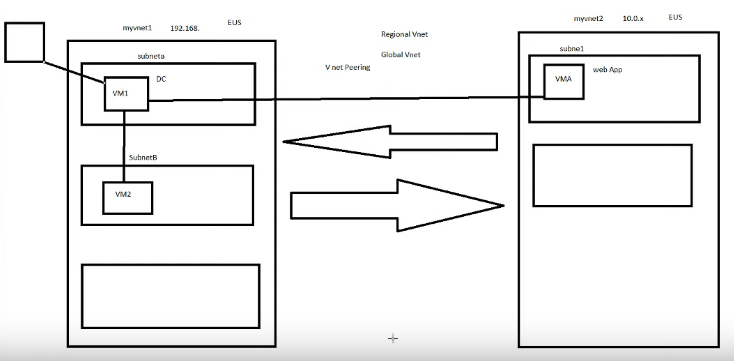 myvnet1 192.168. EUS
subneta
DC
VM1
SubnetB
VM2
Regional Vnet
Global Vnet
V net Peering
myvnet2 10.0.x EUS
subne1
web App
VMA